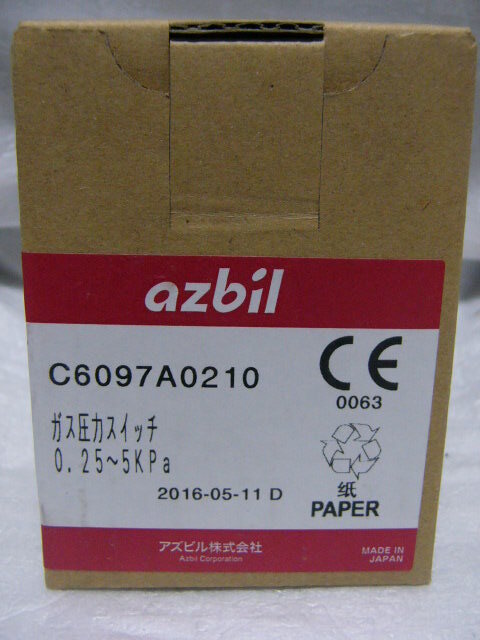 azbil
C6097A0210
CE
0063
ガス圧力スイッチ
0.25~5KPa
2016-05-11 D
纸
PAPER
アズビル株式会社
Azbil Corporation
MADE IN
JAPAN